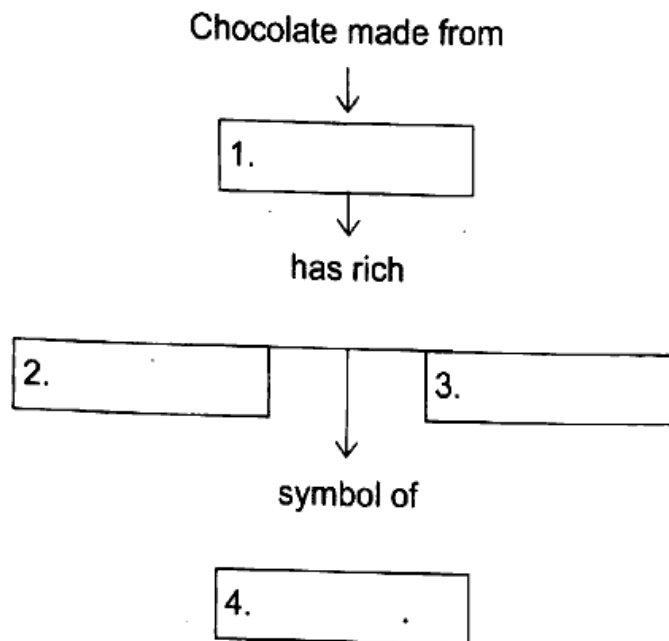 Chocolate made from
1.
has rich
2.
3.
symbol of
4.